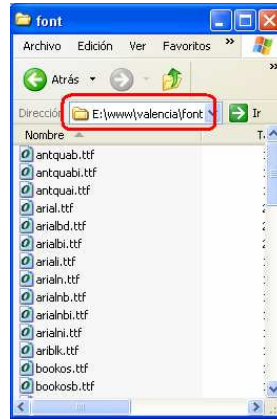 font
Archivo Edición Ver Favoritos »
Atrás »
Dirección E:\www\valencia\font Ir
Nombre T.
antquab.ttf
antquabi.ttf
antquai.ttf
arial.ttf
arialbd.ttf
arialbi.ttf
ariali.ttf
arialn.ttf
arialnb.ttf
arialnbi.ttf
arialni.ttf
ariblk.ttf
bookos.ttf
bookosb.ttf